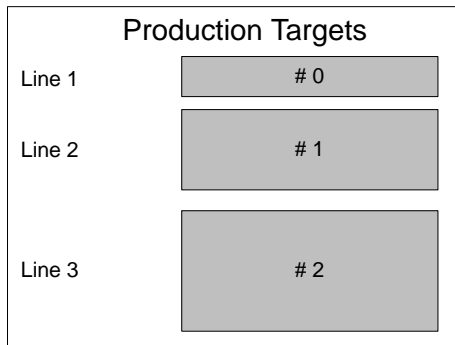 Production Targets
Line 1 # 0
Line 2 # 1
Line 3 # 2